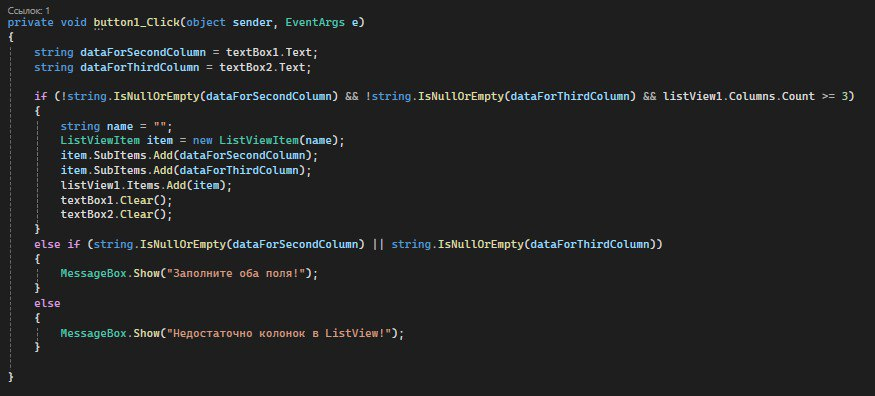 Ссылок: 1
private void button1_Click(object sender, EventArgs e)
{
string dataForSecondColumn = textBox1.Text;
string dataForThirdColumn = textBox2.Text;
if (!string.IsNullOrEmpty(dataForSecondColumn) && !string.IsNullOrEmpty(dataForThirdColumn) && listView1.Columns.Count >= 3)
{
string name = "";
ListViewItem item = new ListViewItem(name);
item.SubItems.Add(dataForSecondColumn);
item.SubItems.Add(dataForThirdColumn);
listView1.Items.Add(item);
textBox1.Clear();
textBox2.Clear();
}
else if (string.IsNullOrEmpty(dataForSecondColumn) || string.IsNullOrEmpty(dataForThirdColumn))
{
MessageBox.Show("Заполните оба поля!");
}
else
{
MessageBox.Show("Недостаточно колонок в ListView!");
}
}